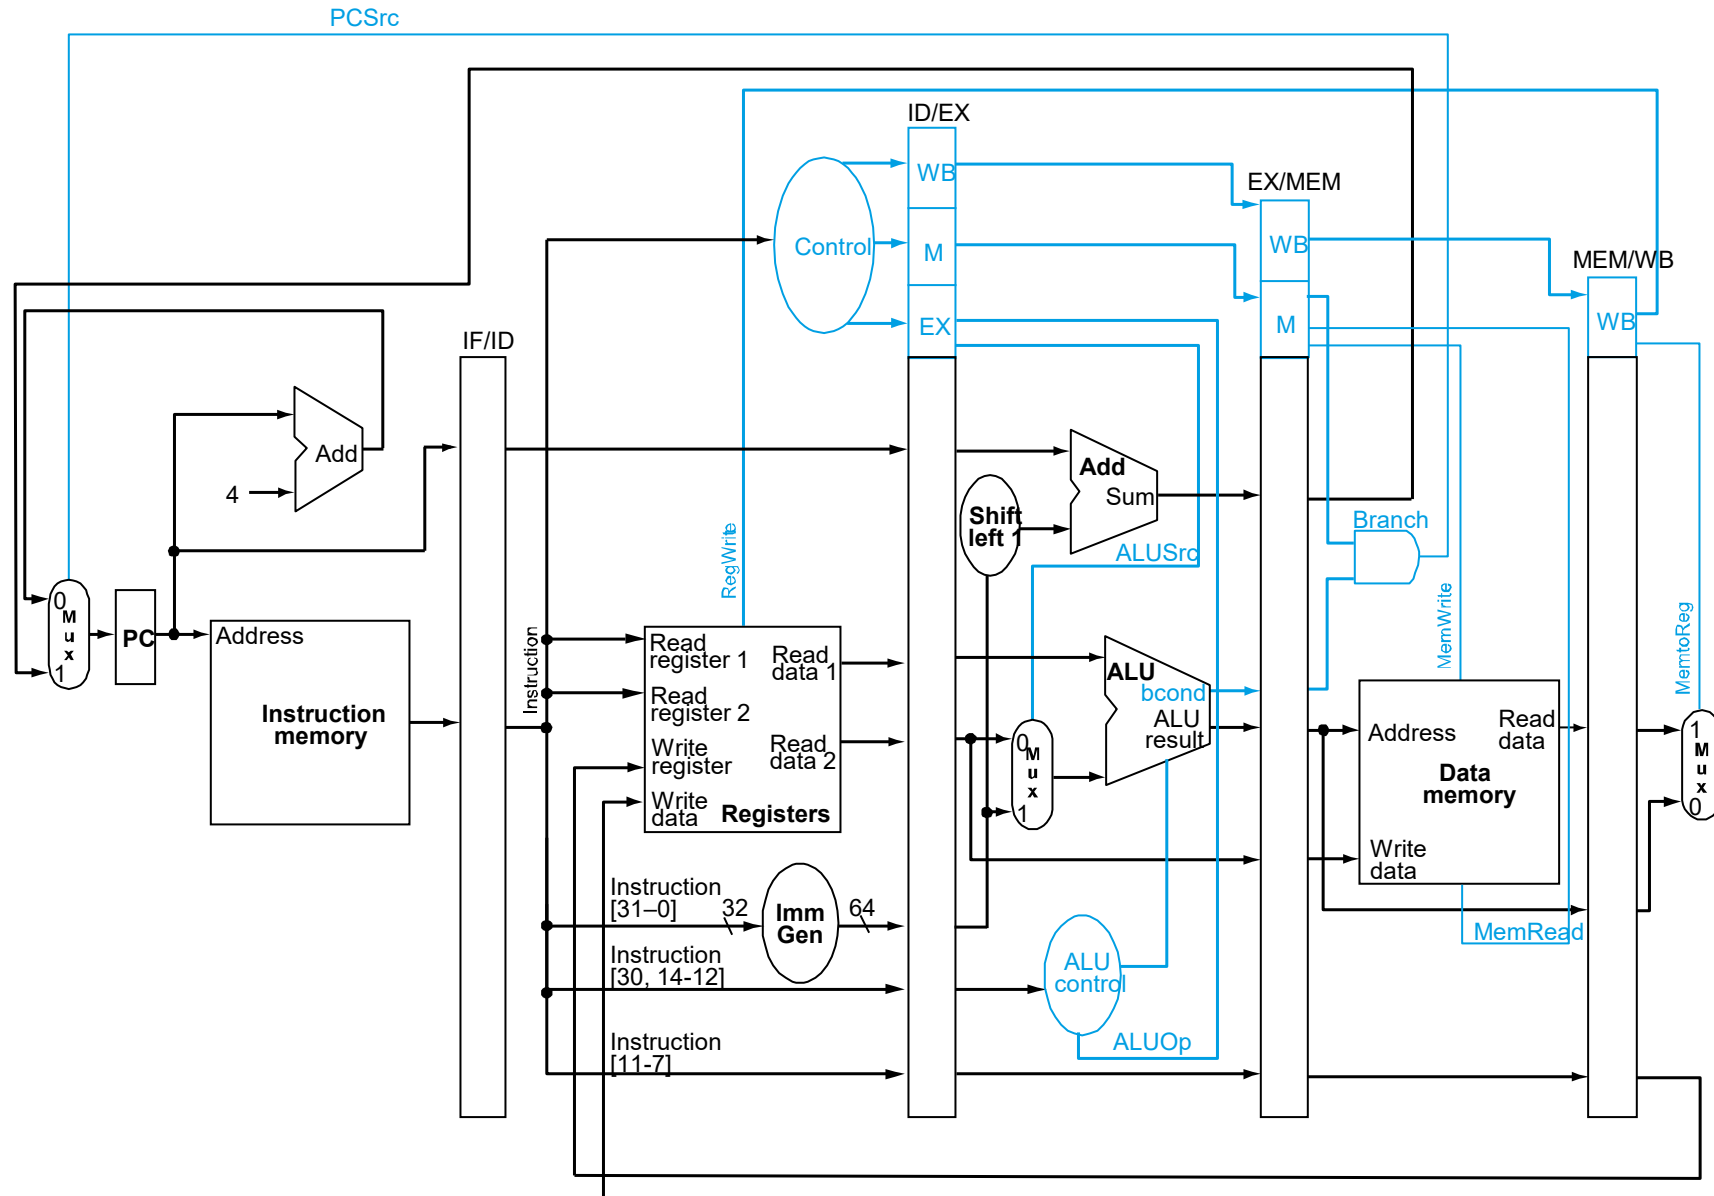 PCSrc
ID/EX
WB
EX/MEM
Control
M
WB
MEM/WB
EX
M
WB
IF/ID
Add
4
Add
Sum
Shift
left 1
Branch
ALUSrc
RegWrite
MemWrite
MemtoReg
0
M
u
x
1
PC
Address
Instruction
memory
Instruction
Read
register 1
Read
data 1
Read
register 2
Write
register
Read
data 2
Write
data
Registers
ALU
bcond
ALU
result
0
M
u
x
1
Address
Read
data
Data
memory
Write
data
1
M
u
x
0
Instruction
[31–0]
32
Imm
Gen
64
MemRead
Instruction
[30, 14-12]
ALU
control
Instruction
[11-7]
ALUOp